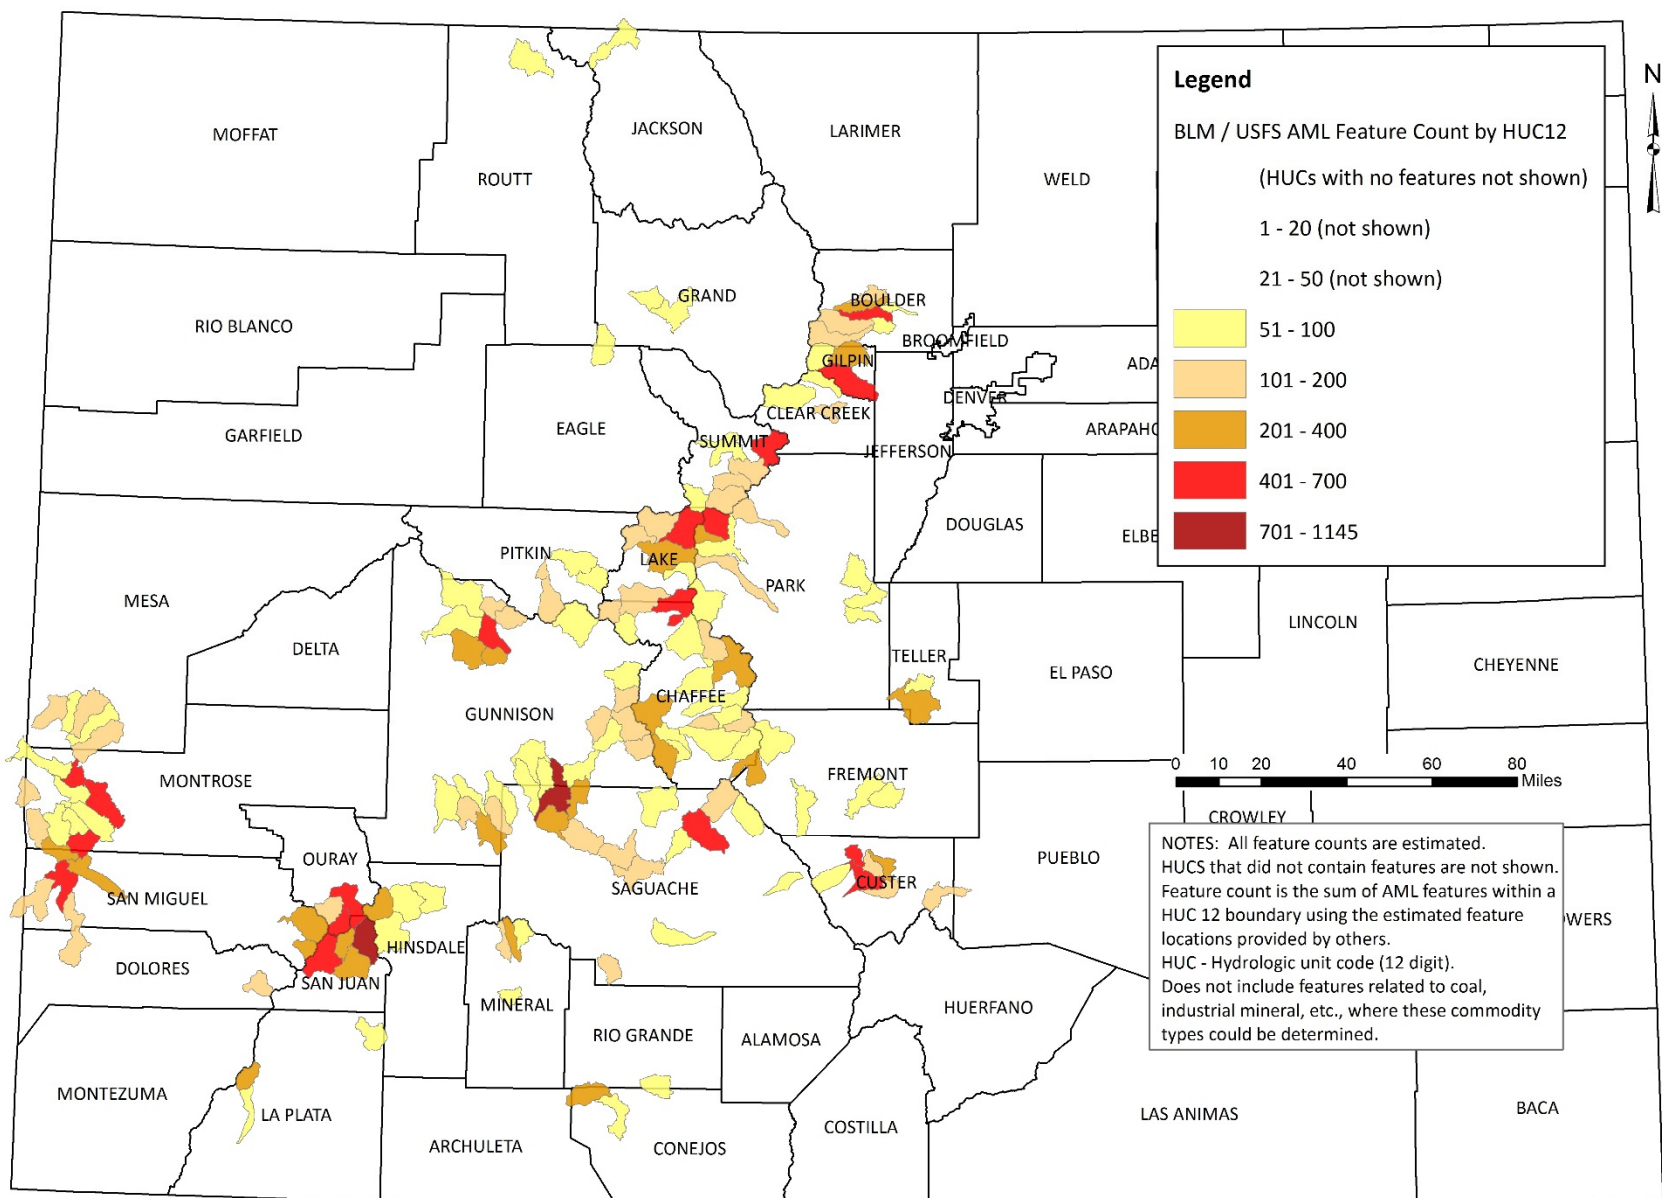 Legend
BLM / USFS AML Feature Count by HUC12
(HUCs with no features not shown)
1 - 20 (not shown)
21 - 50 (not shown)
51 - 100
101 - 200
201 - 400
401 - 700
701 - 1145
N
MOFFAT
ROUTT
JACKSON
LARIMER
WELD
RIO BLANCO
GRAND
BOULDER
BROOMFIELD
GILPIN
ADA
DENVER
CLEAR CREEK
ARAPAHO
GARFIELD
EAGLE
SUMMIT
JEFFERSON
DOUGLAS
ELBE
PITKIN
LAKE
PARK
MESA
DELTA
LINCOLN
TELLER
EL PASO
CHEYENNE
GUNNISON
CHAFFEE
MONTROSE
FREMONT
0 10 20 40 60 80
Miles
CROWLEY
OURAY
SAGUACHE
CUSTER
PUEBLO
SAN MIGUEL
HINSDALE
OWERS
NOTES: All feature counts are estimated.
HUCS that did not contain features are not shown.
Feature count is the sum of AML features within a
HUC 12 boundary using the estimated feature
locations provided by others.
HUC - Hydrologic unit code (12 digit).
Does not include features related to coal,
industrial mineral, etc., where these commodity
types could be determined.
DOLORES
SAN JUAN
MINERAL
RIO GRANDE
ALAMOSA
HUERFANO
MONTEZUMA
LA PLATA
ARCHULETA
CONEJOS
COSTILLA
LAS ANIMAS
BACA